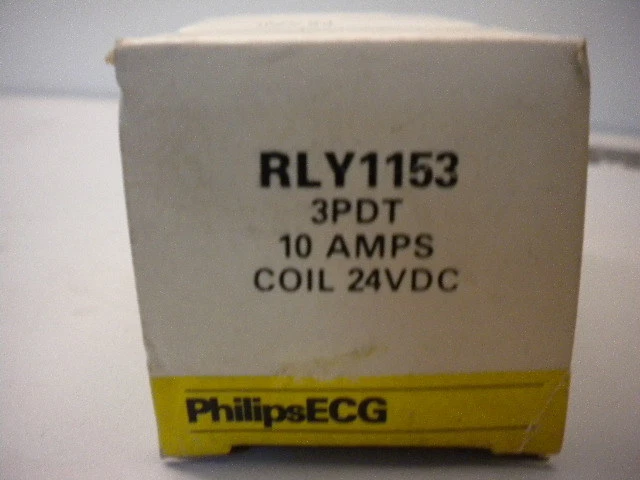 RLY1153
3PDT
10 AMPS
COIL 24VDC
PhilipsECG